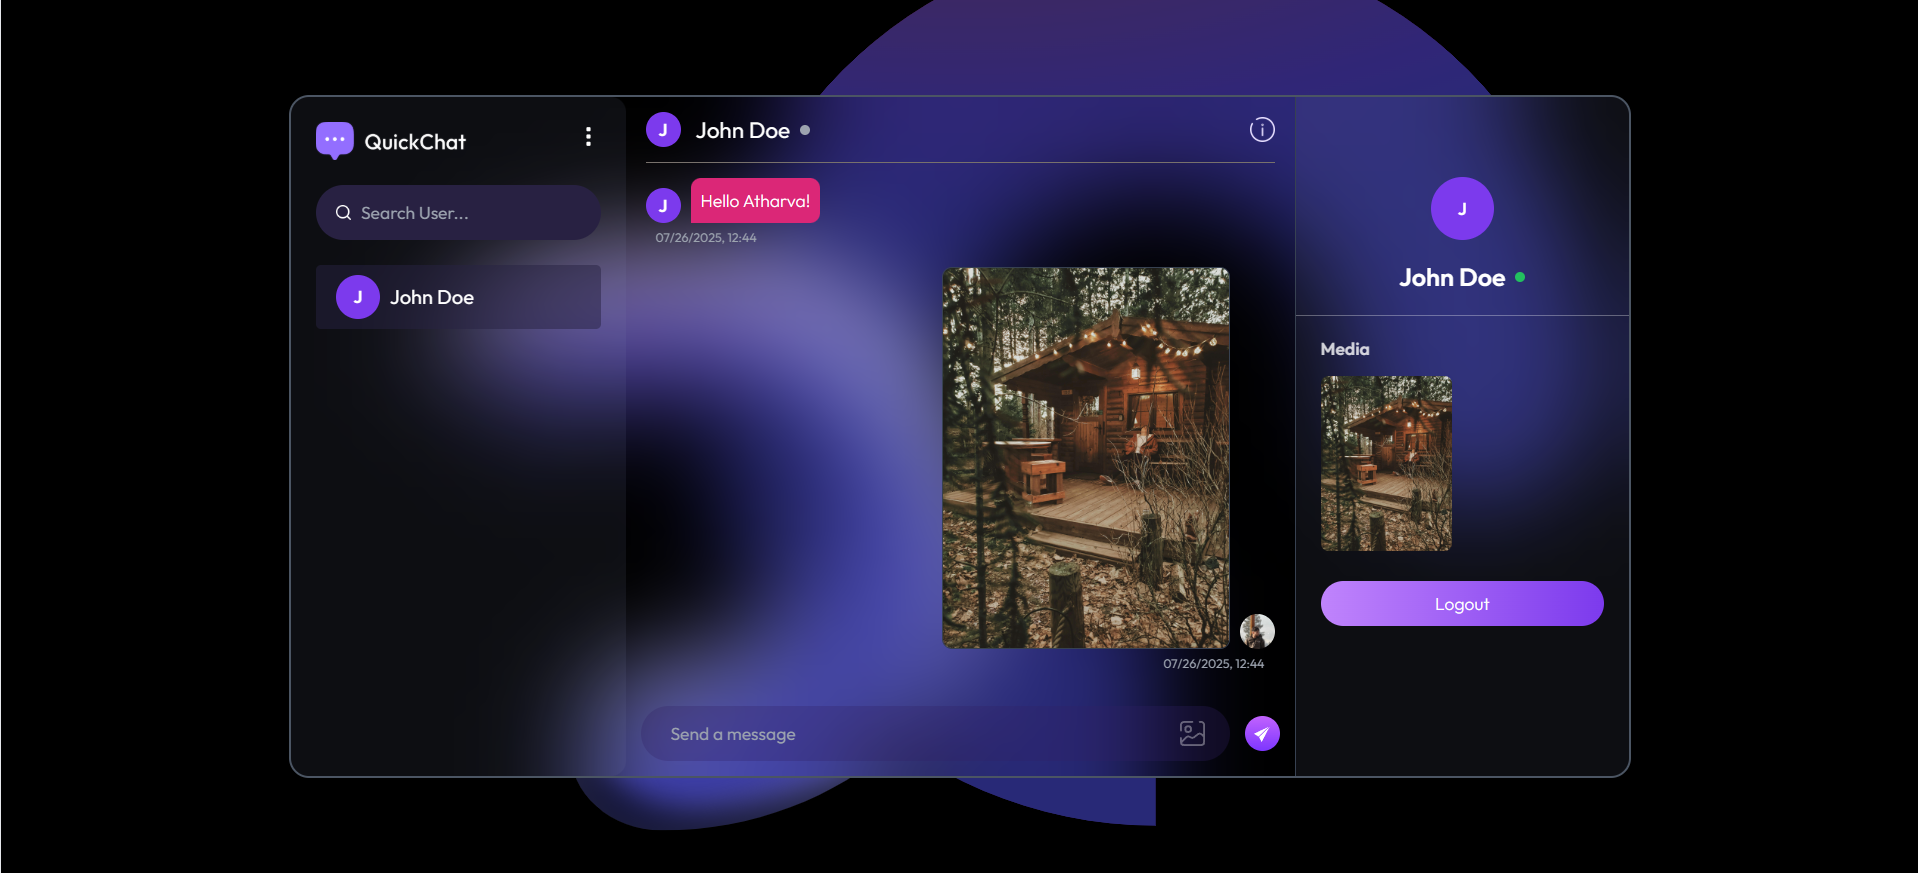 QuickChat
Search User...
J
John Doe
J
John Doe
J
Hello Atharva!
07/26/2025, 12:44
07/26/2025, 12:44
Send a message
J
John Doe
Media
Logout